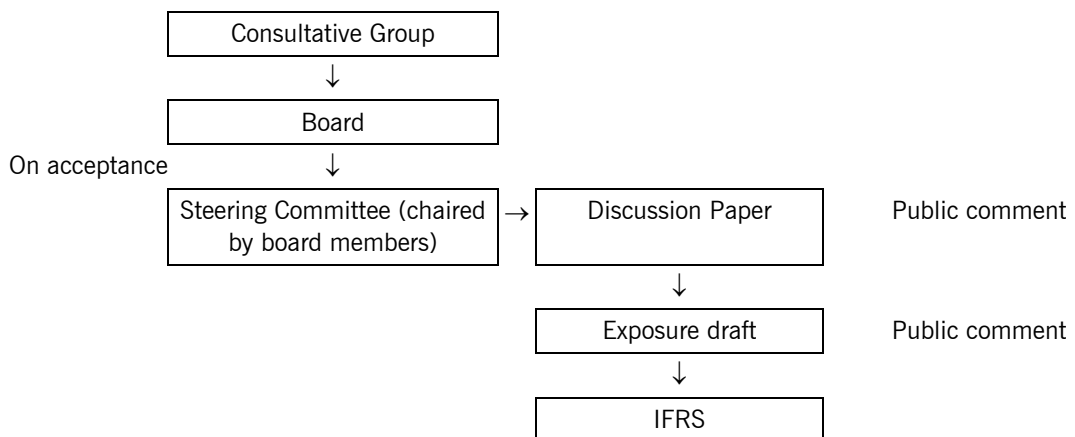 Consultative Group
↓
Board
On acceptance ↓
Steering Committee (chaired → Discussion Paper Public comment
by board members)
↓
Exposure draft Public comment
↓
IFRS